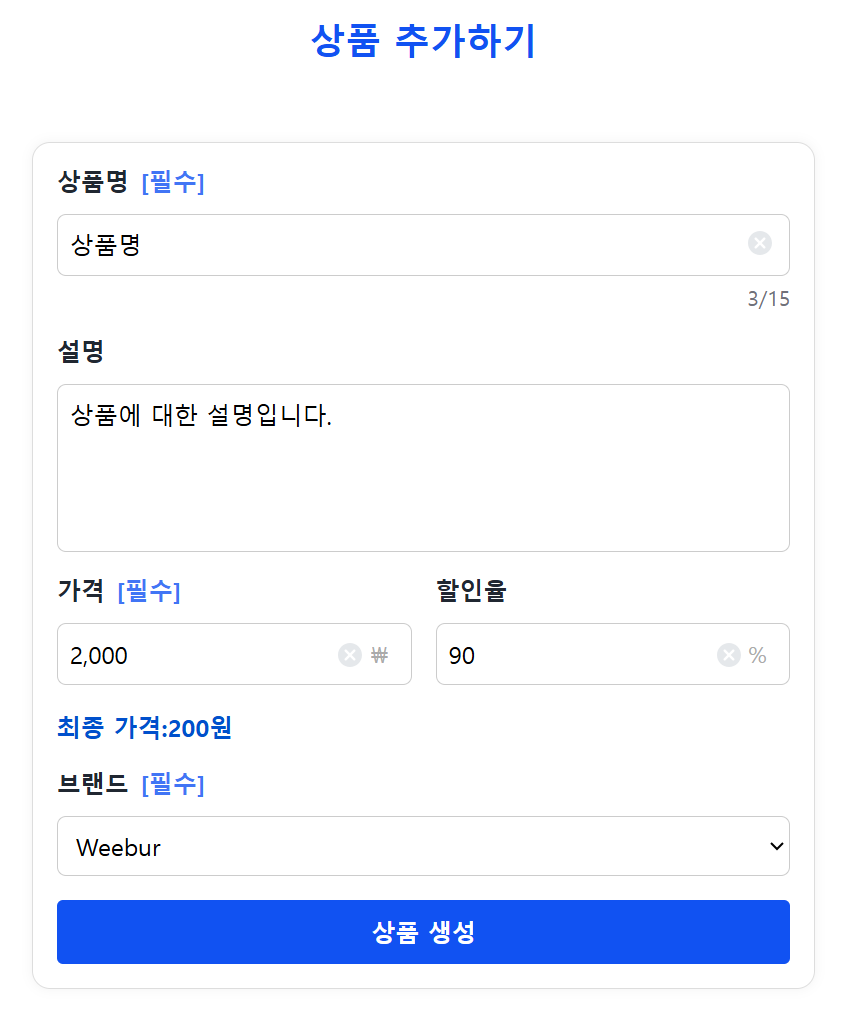 상품 추가하기
상품명 [필수]
상품명
3/15
설명
상품에 대한 설명입니다.
가격 [필수] 할인율
2,000 ₩ 90 %
최종 가격:200원
브랜드 [필수]
Weebur
상품 생성